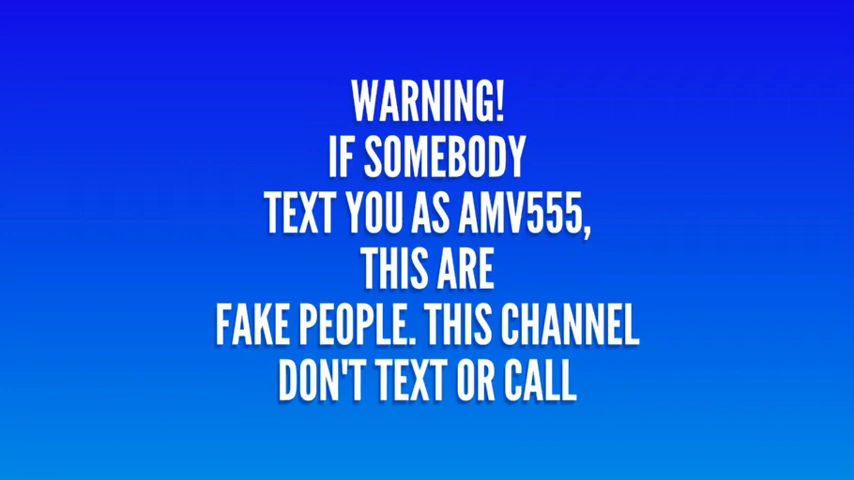 WARNING!
IF SOMEBODY
TEXT YOU AS AMV555,
THIS ARE
FAKE PEOPLE. THIS CHANNEL
DON'T TEXT OR CALL